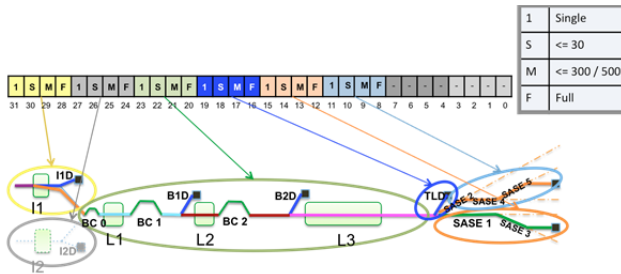 1 Single
S <= 30
M <= 300 / 500
F Full
1 S M F 1 S M F 1 S M F 1 S M F 1 S M F 1 S M F - - - - - - - -
31 30 29 28 27 26 25 24 23 22 21 20 19 18 17 16 15 14 13 12 11 10 9 8 7 6 5 4 3 2 1 0
I1D
I1
B1D
B2D
TLD
SASE 2
SASE 4
SASE 5
BC 0
BC 1
BC 2
SASE 1
SASE 3
I2D
I2
L1
L2
L3